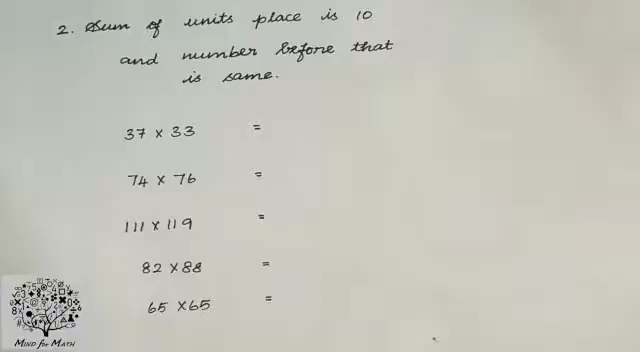 2. Sum of units place is 10
and number before that
is same.
37 × 33 =
74 × 76 =
111 × 119 =
82 × 88 =
65 × 65 =
MIND for MATH